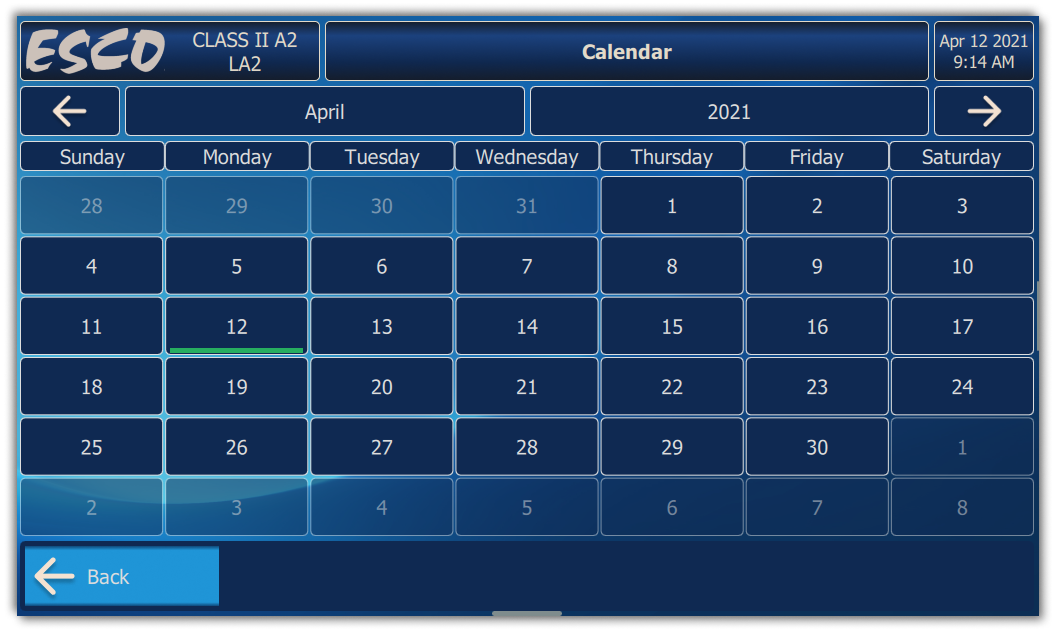 ESCO CLASS II A2 Calendar Apr 12 2021
LA2 9:14 AM
April 2021
Sunday Monday Tuesday Wednesday Thursday Friday Saturday
28 29 30 31 1 2 3
4 5 6 7 8 9 10
11 12 13 14 15 16 17
18 19 20 21 22 23 24
25 26 27 28 29 30 1
2 3 4 5 6 7 8
Back